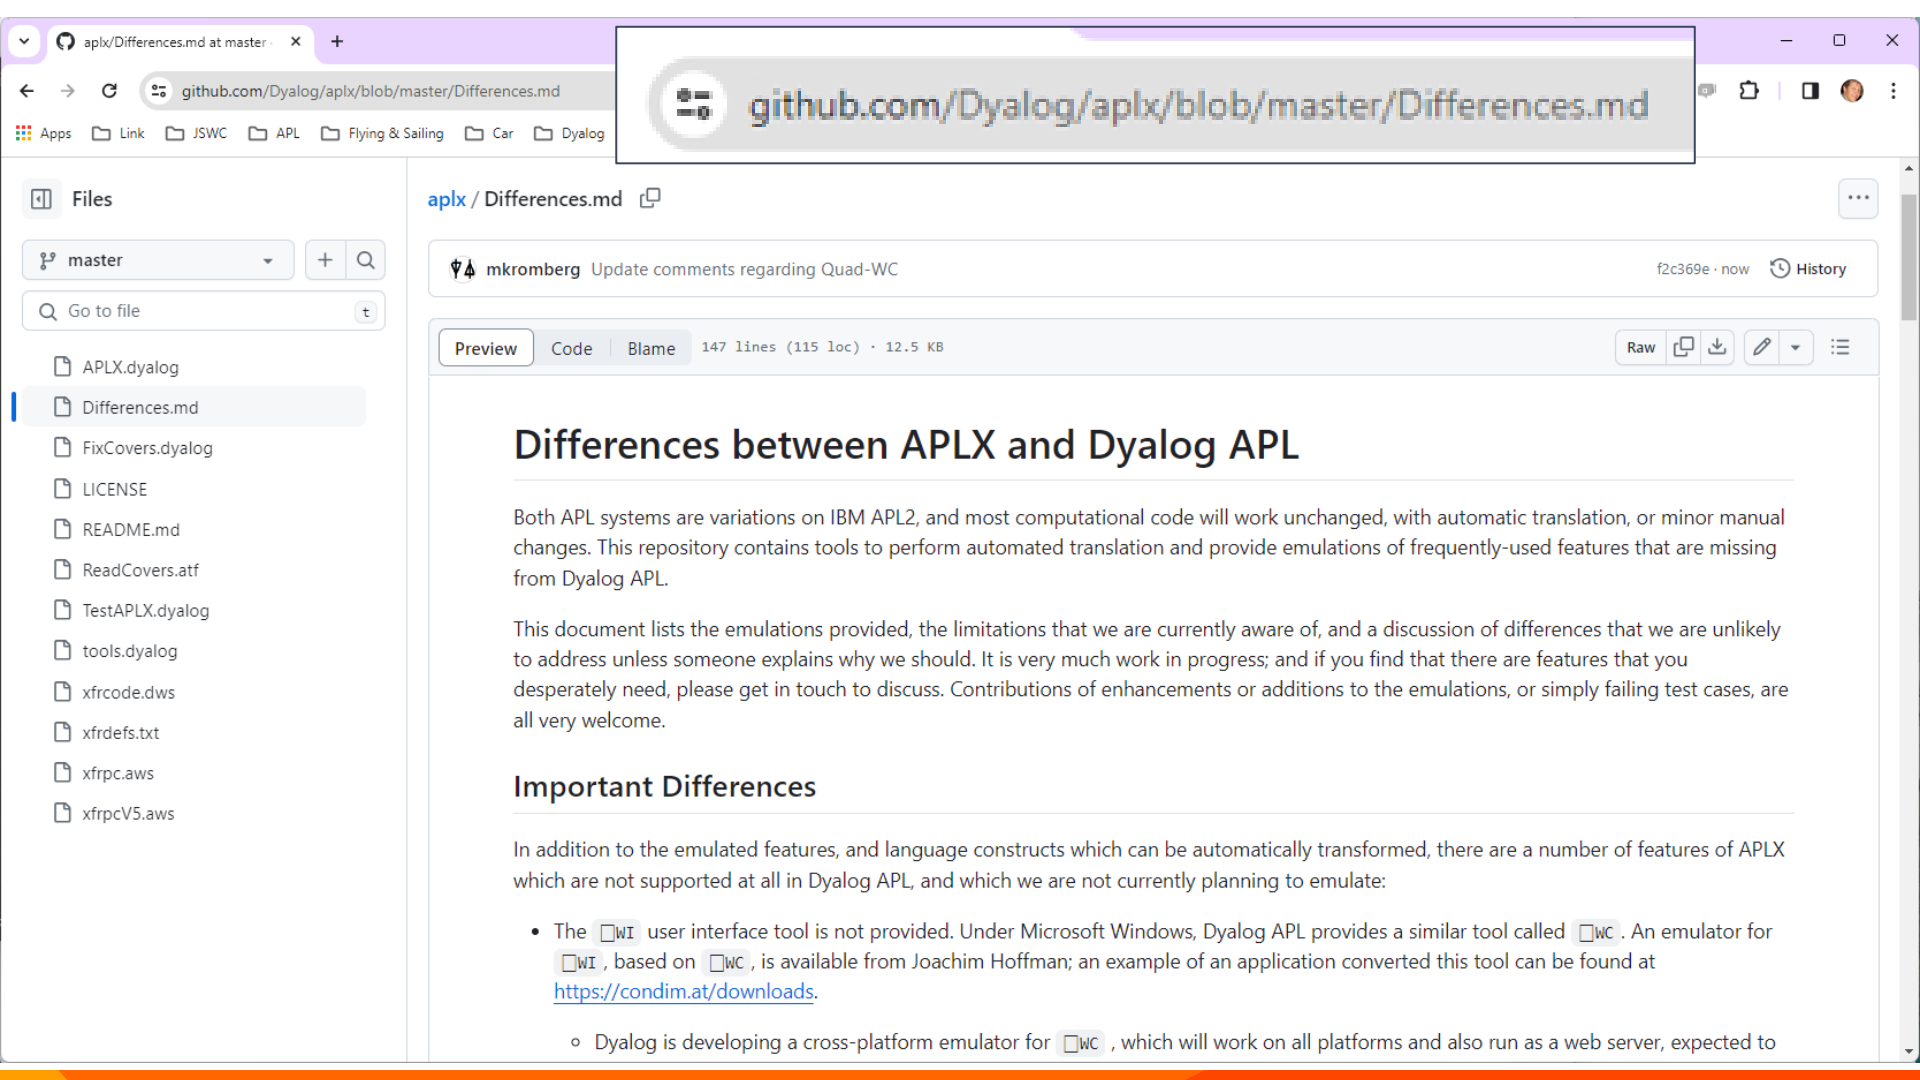 aplx/Differences.md at master
github.com/Dyalog/aplx/blob/master/Differences.md
github.com/Dyalog/aplx/blob/master/Differences.md
Apps Link JSWC APL Flying & Sailing Car Dyalog
Files
aplx / Differences.md
master
mkromberg Update comments regarding Quad-WC f2c369e · now History
Go to file t
Preview Code Blame 147 lines (115 loc) · 12.5 KB Raw
APLX.dyalog
Differences.md
FixCovers.dyalog
LICENSE
README.md
ReadCovers.atf
TestAPLX.dyalog
tools.dyalog
xfrcode.dws
xfrdefs.txt
xfrpc.aws
xfrpcV5.aws
Differences between APLX and Dyalog APL
Both APL systems are variations on IBM APL2, and most computational code will work unchanged, with automatic translation, or minor manual
changes. This repository contains tools to perform automated translation and provide emulations of frequently-used features that are missing
from Dyalog APL.
This document lists the emulations provided, the limitations that we are currently aware of, and a discussion of differences that we are unlikely
to address unless someone explains why we should. It is very much work in progress; and if you find that there are features that you
desperately need, please get in touch to discuss. Contributions of enhancements or additions to the emulations, or simply failing test cases, are
all very welcome.
Important Differences
In addition to the emulated features, and language constructs which can be automatically transformed, there are a number of features of APLX
which are not supported at all in Dyalog APL, and which we are not currently planning to emulate:
• The ⎕WI user interface tool is not provided. Under Microsoft Windows, Dyalog APL provides a similar tool called ⎕WC . An emulator for
⎕WI , based on ⎕WC , is available from Joachim Hoffman; an example of an application converted this tool can be found at
https://condim.at/downloads.
◦ Dyalog is developing a cross-platform emulator for ⎕WC , which will work on all platforms and also run as a web server, expected to